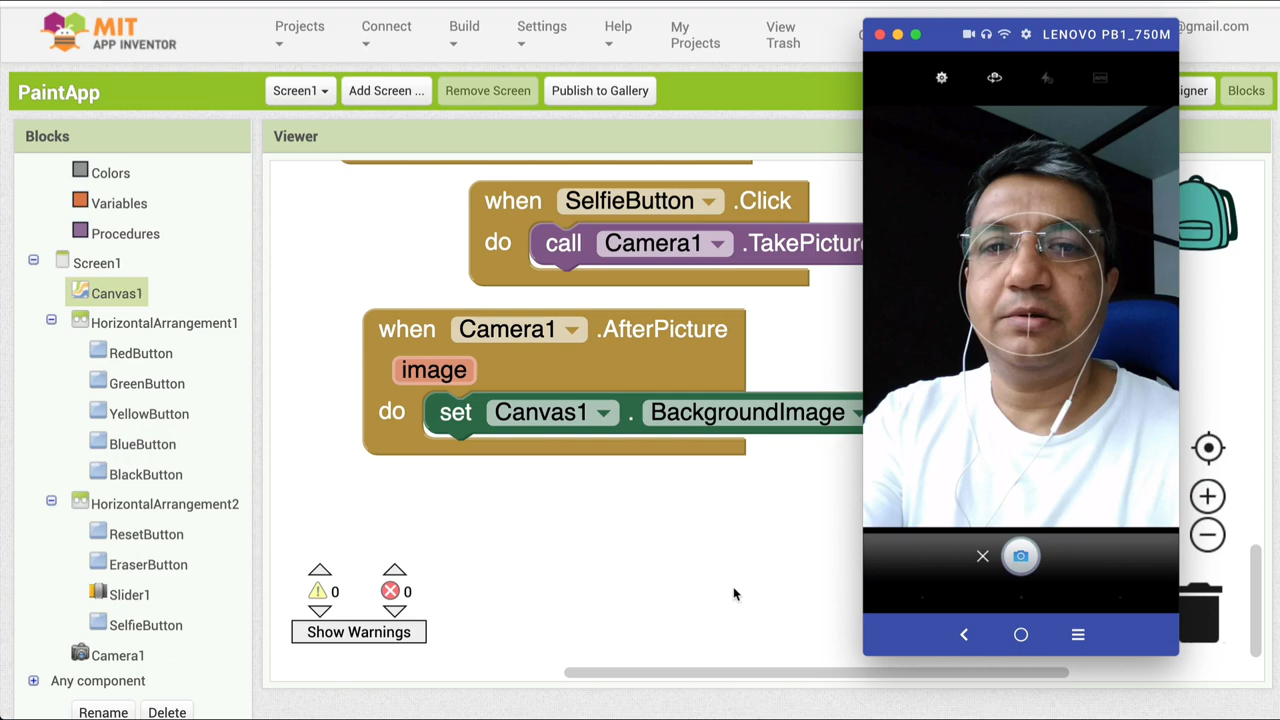 MIT
APP INVENTOR
Projects
Connect
Build
Settings
Help
My
Projects
View
Trash
@gmail.com
LENOVO PB1_750M
PaintApp
Screen1
Add Screen ...
Remove Screen
Publish to Gallery
igner
Blocks
Blocks
Viewer
Colors
Variables
Procedures
Screen1
Canvas1
HorizontalArrangement1
RedButton
GreenButton
YellowButton
BlueButton
BlackButton
HorizontalArrangement2
ResetButton
EraserButton
Slider1
SelfieButton
Camera1
Any component
Rename
Delete
when SelfieButton .Click
do call Camera1 .TakePictur
when Camera1 .AfterPicture
image
do set Canvas1 . BackgroundImage
0
0
Show Warnings